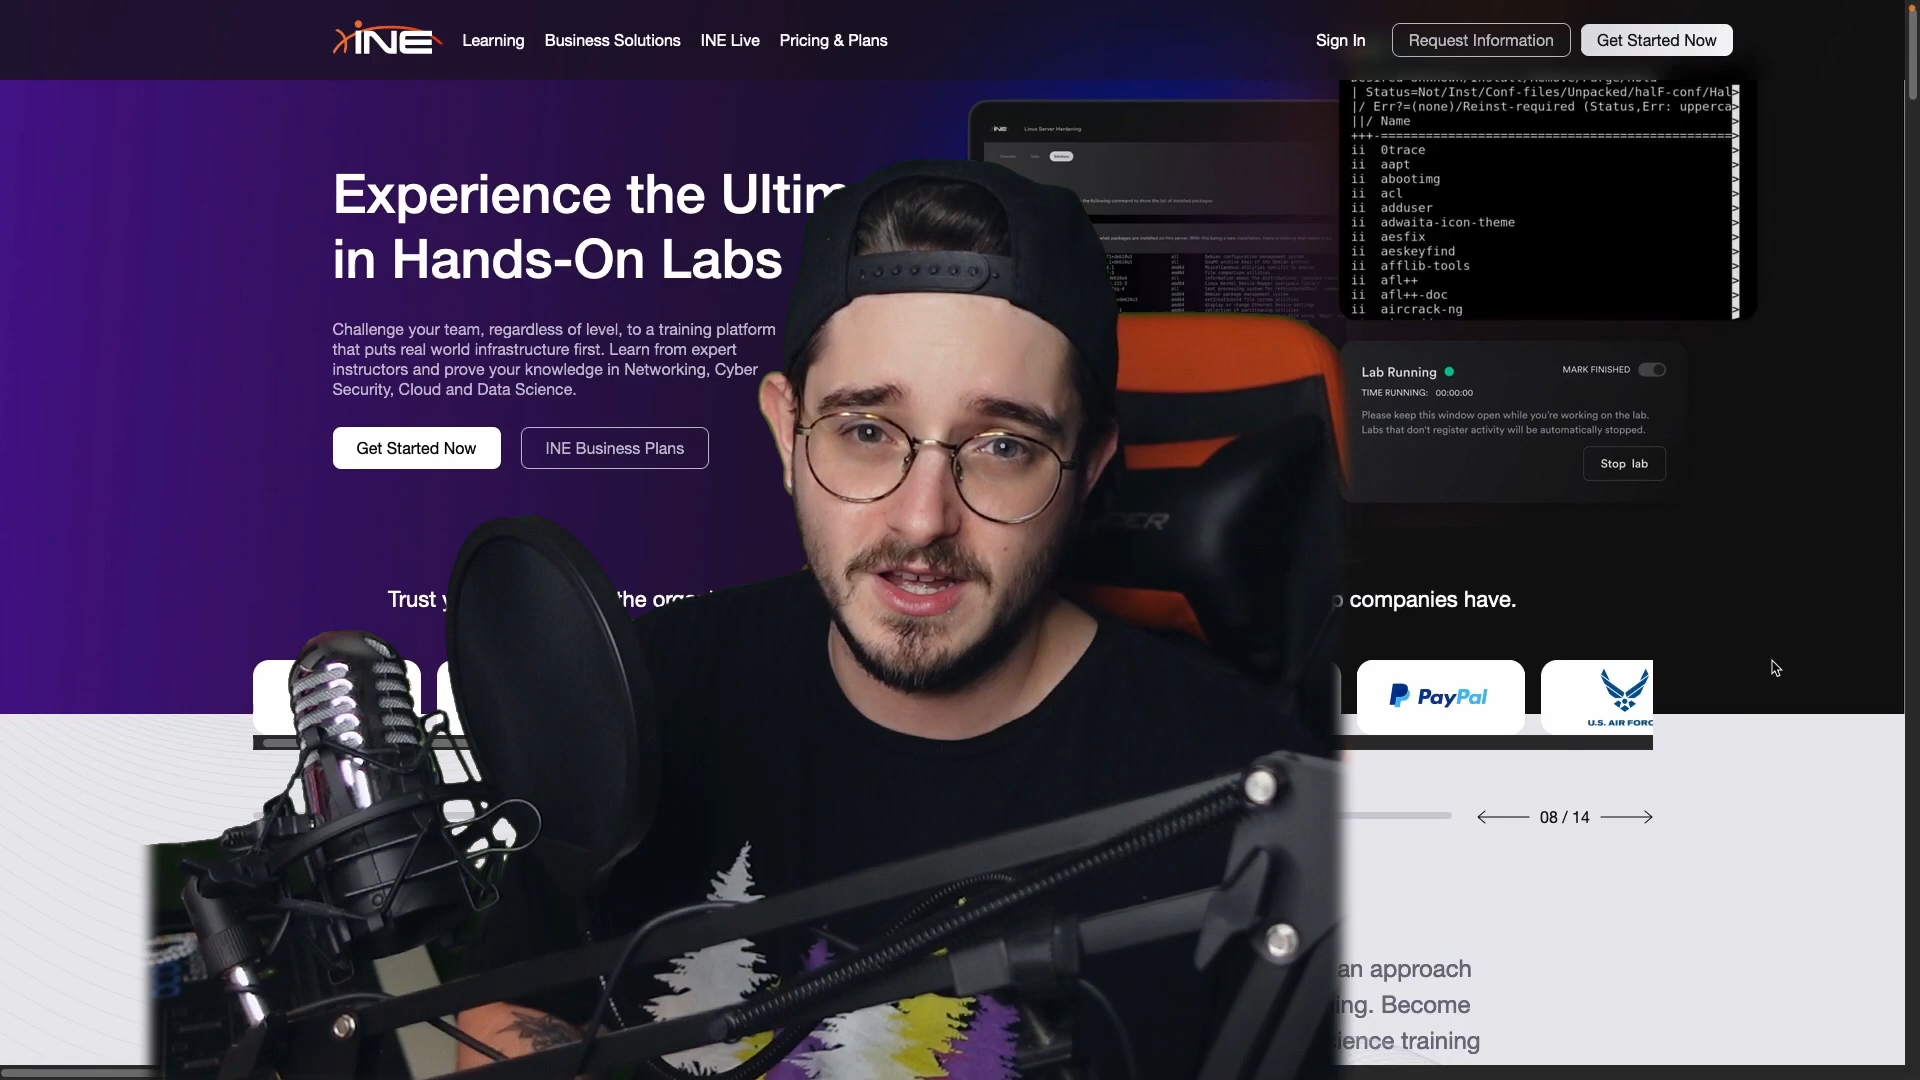 INE
Learning
Business Solutions
INE Live
Pricing & Plans
Sign In
Request Information
Get Started Now
Experience the Ultim
in Hands-On Labs
Challenge your team, regardless of level, to a training platform
that puts real world infrastructure first. Learn from expert
instructors and prove your knowledge in Networking, Cyber
Security, Cloud and Data Science.
Get Started Now
INE Business Plans
INE
Linux Server Hardening
| Status=Not/Inst/Conf-files/Unpacked/halF-conf/Hal>
|/ Err?=(none)/Reinst-required (Status,Err: upperca>
||/ Name
ii 0trace
ii aapt
ii abootimg
ii acl
ii adduser
ii adwaita-icon-theme
ii aesfix
ii aeskeyfind
ii afflib-tools
ii afl++
ii afl++-doc
ii aircrack-ng
Lab Running
MARK FINISHED
TIME RUNNING: 00:00:00
Please keep this window open while you're working on the lab.
Labs that don't register activity will be automatically stopped.
Stop lab
Trust
the
companies have.
PayPal
U.S. AIR FORC
08 / 14
an approach
ing. Become
ience training